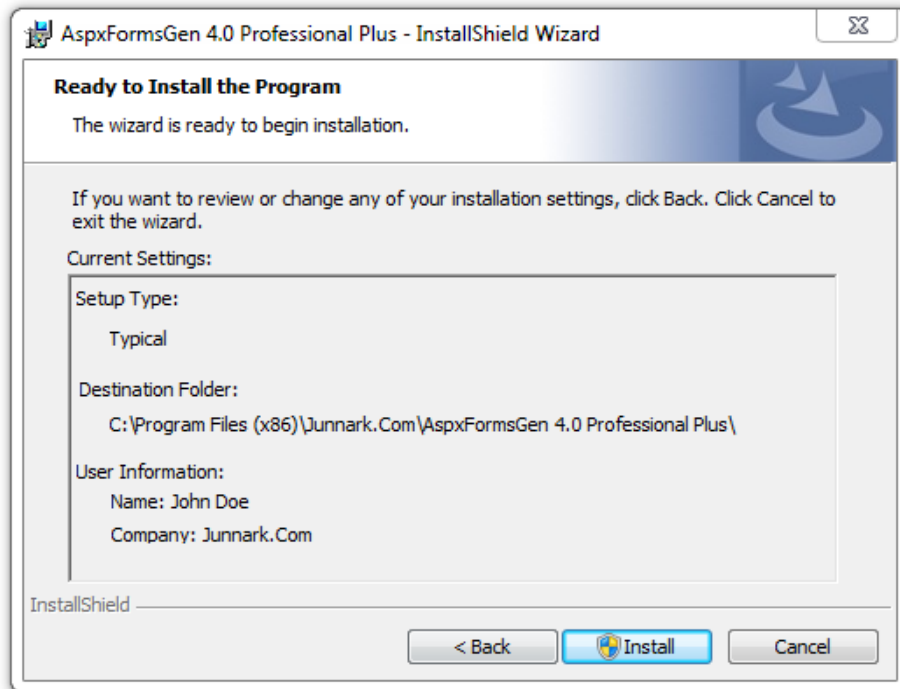 AspxFormsGen 4.0 Professional Plus - InstallShield Wizard
Ready to Install the Program
The wizard is ready to begin installation.
If you want to review or change any of your installation settings, click Back. Click Cancel to
exit the wizard.
Current Settings:
Setup Type:
Typical
Destination Folder:
C:\Program Files (x86)\Junnark.Com\AspxFormsGen 4.0 Professional Plus\
User Information:
Name: John Doe
Company: Junnark.Com
InstallShield
< Back
Install
Cancel